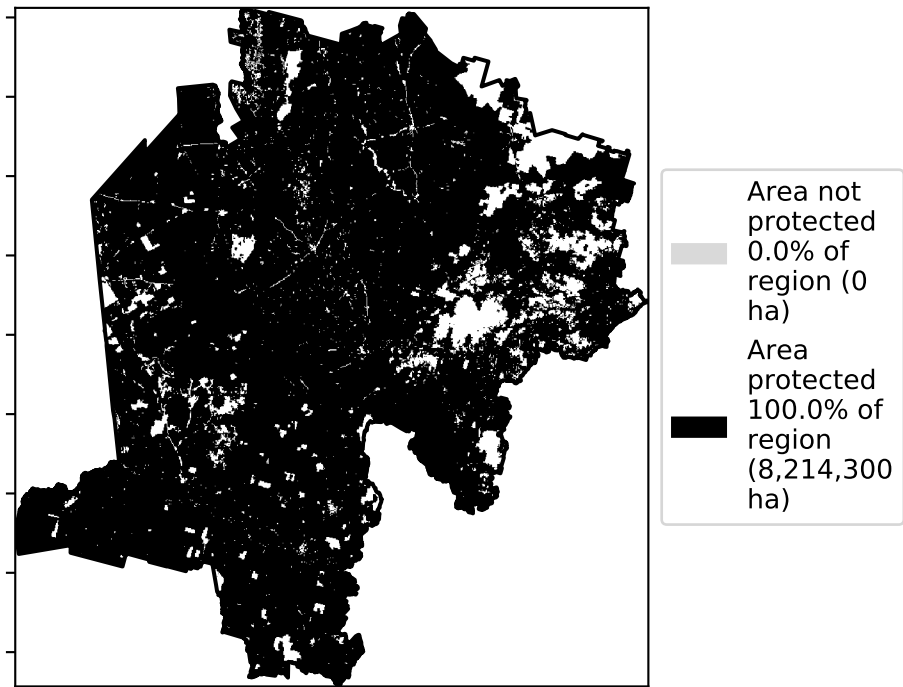 Area not
protected
0.0% of
region (0
ha)
Area
protected
100.0% of
region
(8,214,300
ha)